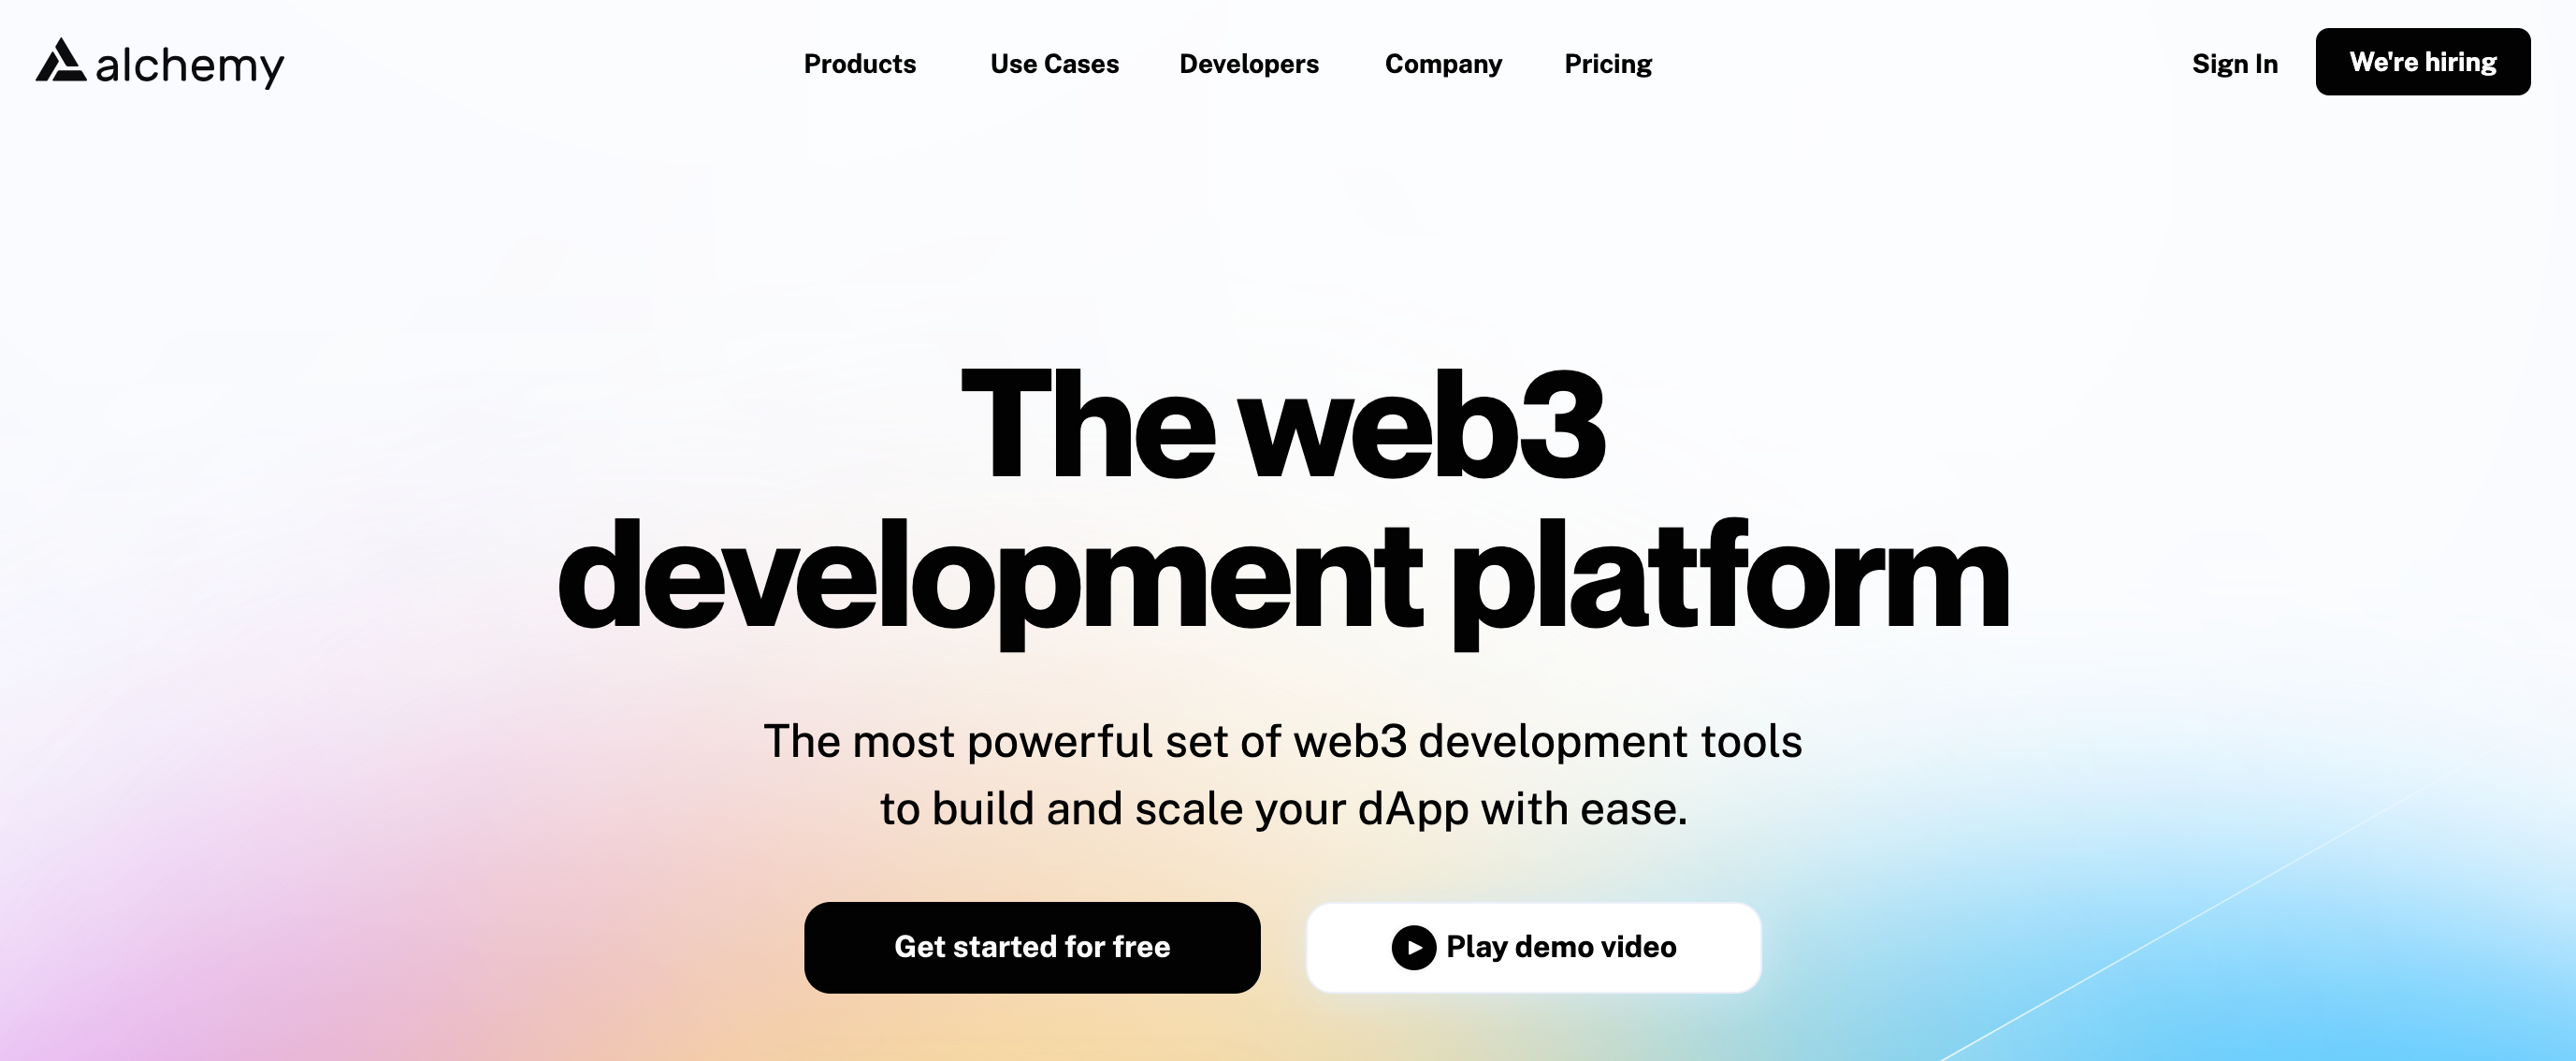 alchemy
Products Use Cases Developers Company Pricing
Sign In We're hiring
The web3
development platform
The most powerful set of web3 development tools
to build and scale your dApp with ease.
Get started for free
Play demo video